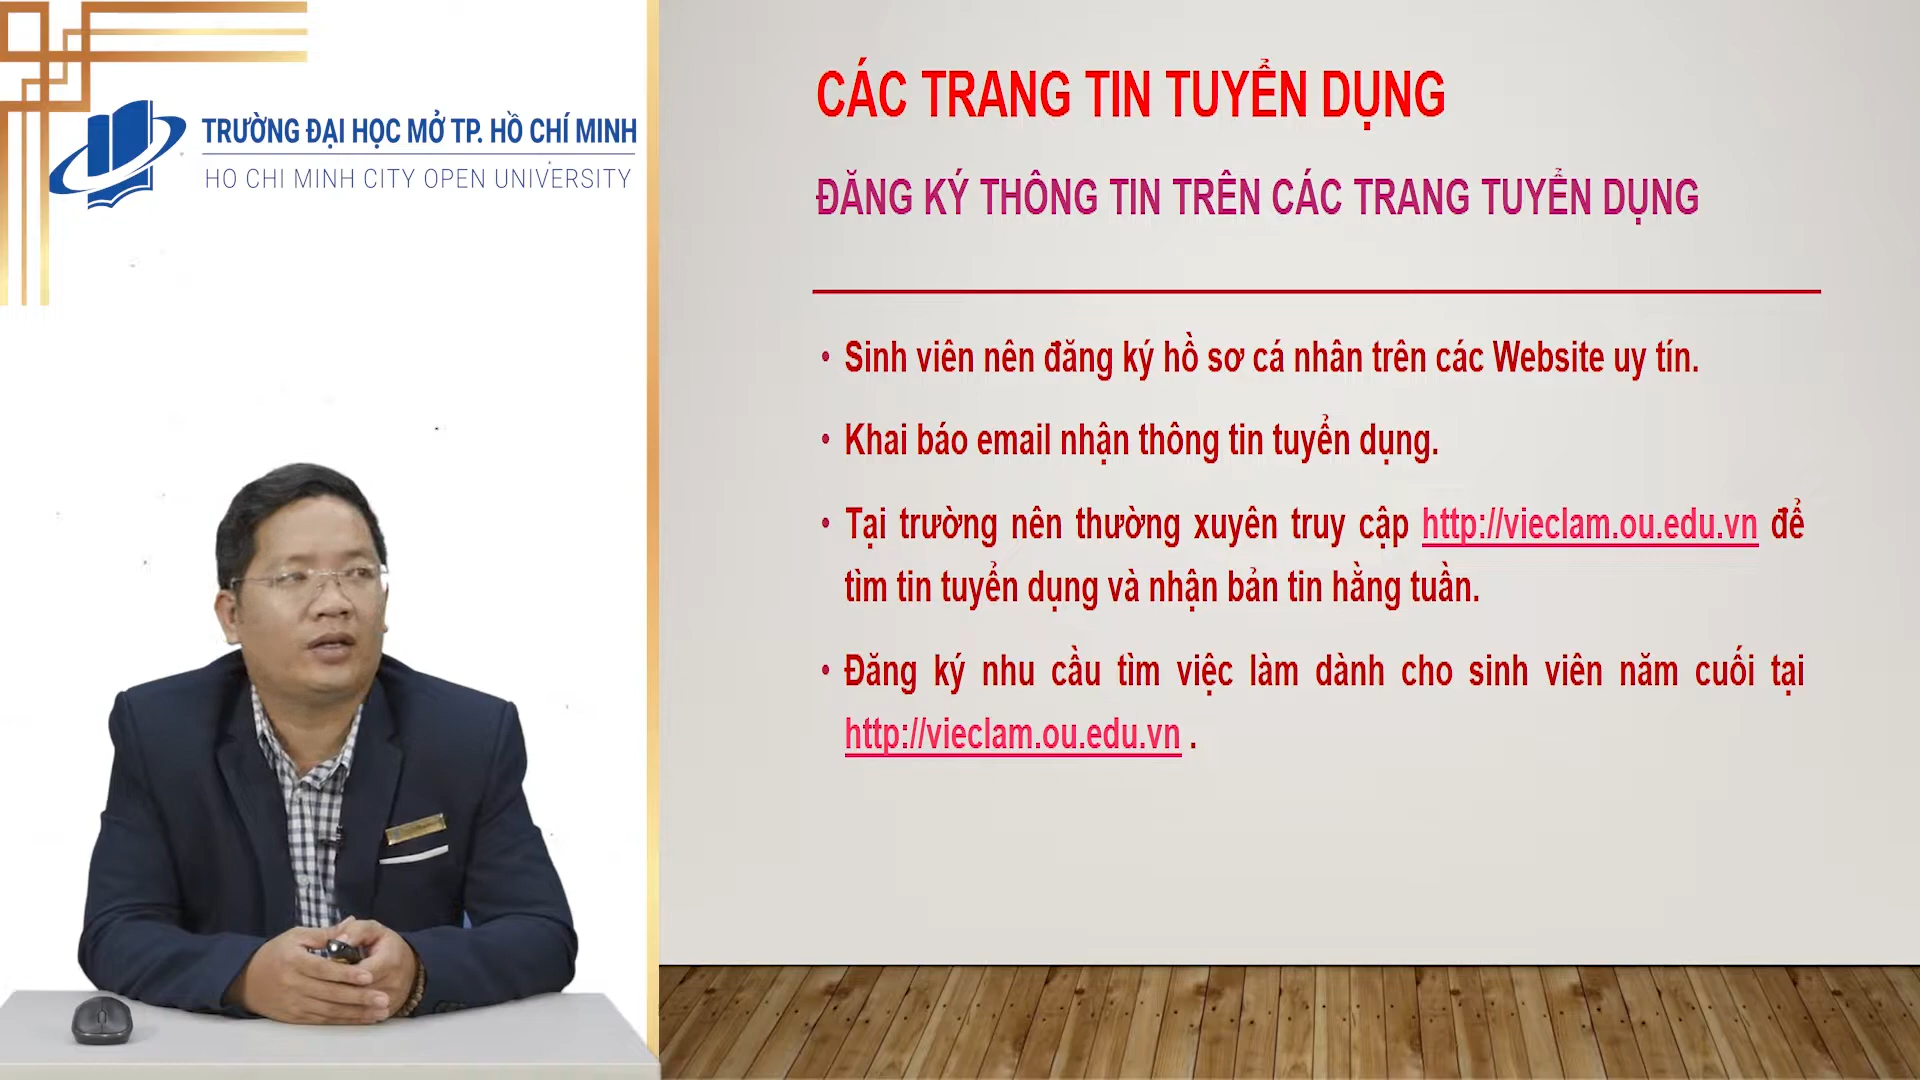 TRƯỜNG ĐẠI HỌC MỞ TP. HỒ CHÍ MINH
HO CHI MINH CITY OPEN UNIVERSITY
CÁC TRANG TIN TUYỂN DỤNG
ĐĂNG KÝ THÔNG TIN TRÊN CÁC TRANG TUYỂN DỤNG
• Sinh viên nên đăng ký hồ sơ cá nhân trên các Website uy tín.
• Khai báo email nhận thông tin tuyển dụng.
• Tại trường nên thường xuyên truy cập http://vieclam.ou.edu.vn để
tìm tin tuyển dụng và nhận bản tin hằng tuần.
• Đăng ký nhu cầu tìm việc làm dành cho sinh viên năm cuối tại
http://vieclam.ou.edu.vn .